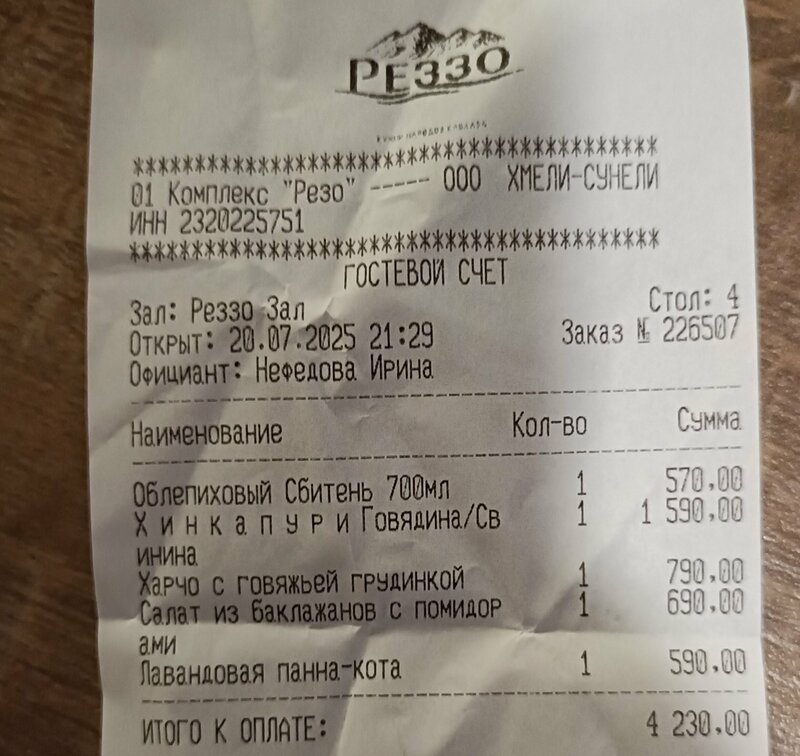 РЕЗЗО
КУХНЯ НАРОДОВ КАВКАЗА
****************************************
01 Комплекс "Резо" ----- ООО ХМЕЛИ-СУНЕЛИ
ИНН 2320225751
****************************************
ГОСТЕВОЙ СЧЕТ
Зал: Реззо Зал Стол: 4
Открыт: 20.07.2025 21:29 Заказ № 226507
Официант: Нефедова Ирина
Наименование Кол-во Сумма
Облепиховый Сбитень 700мл 1 570.00
Х И Н К А П У Р И Говядина/Св 1 1 590.00
инина
Харчо с говяжьей грудинкой 1 790.00
Салат из баклажанов с помидор 1 690.00
ами
Лавандовая панна-кота 1 590.00
ИТОГО К ОПЛАТЕ: 4 230.00